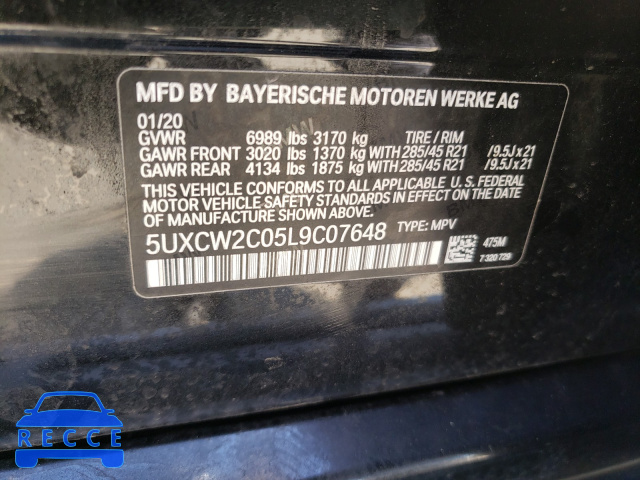 MFD BY BAYERISCHE MOTOREN WERKE AG
01/20
GVWR 6989 lbs 3170 kg TIRE / RIM
GAWR FRONT 3020 lbs 1370 kg WITH 285/45 R21 /9.5J x 21
GAWR REAR 4134 lbs 1875 kg WITH 285/45 R21 /9.5J x 21
THIS VEHICLE CONFORMS TO ALL APPLICABLE U. S. FEDERAL
MOTOR VEHICLE SAFETY STANDARDS IN EFFECT ON THE DATE
OF MANUFACTURE SHOWN ABOVE.
5UXCW2C05L9C07648 TYPE: MPV
475M
7 320 729
RECCE